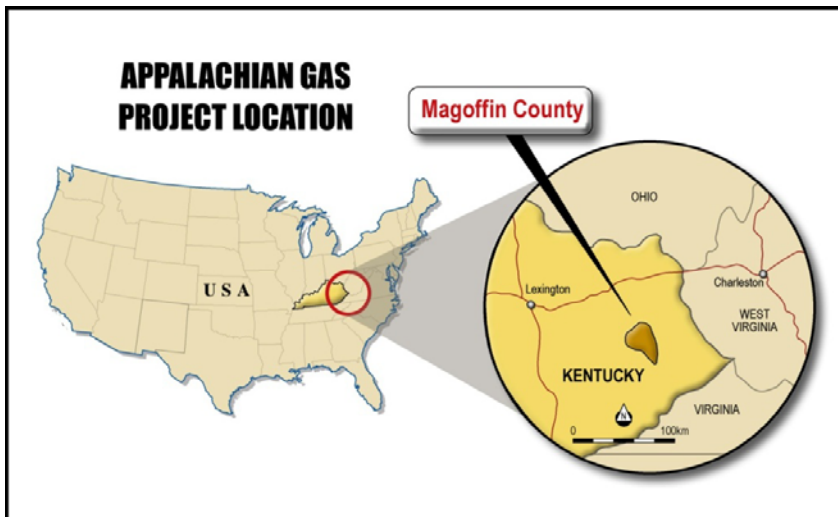 APPALACHIAN GAS
PROJECT LOCATION
Magoffin County
USA
OHIO
Lexington
Charleston
WEST
VIRGINIA
KENTUCKY
VIRGINIA
N
0
100km